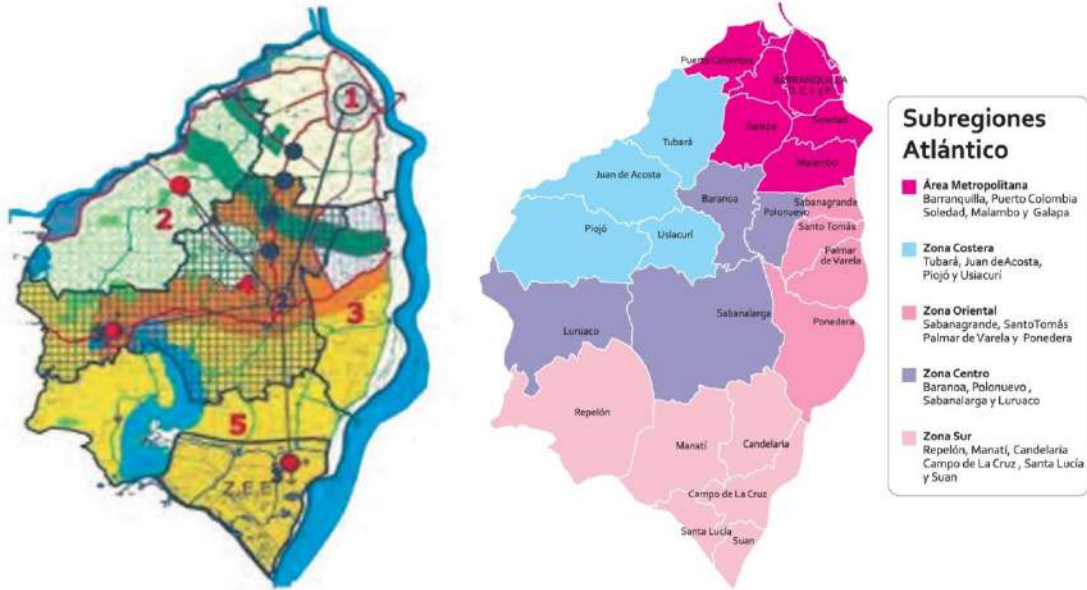 1
2
4
2
3
5
Z.E.E
Puerto Colombia
BARRANQUILLA
Soledad
Galapa
Malambo
Tubará
Juan de Acosta
Baranoa
Polonuevo
Sabanagrande
Santo Tomás
Palmar
de Varela
Piojó
Usiacurí
Luruaco
Sabanalarga
Ponedera
Repelón
Manatí
Candelaria
Campo de La Cruz
Santa Lucía
Suan
Subregiones
Atlántico
Área Metropolitana
Barranquilla, Puerto Colombia
Soledad, Malambo y Galapa
Zona Costera
Tubará, Juan deAcosta,
Piojó y Usiacurí
Zona Oriental
Sabanagrande, SantoTomás
Palmar de Varela y Ponedera
Zona Centro
Baranoa, Polonuevo ,
Sabanalarga y Luruaco
Zona Sur
Repelón, Manatí, Candelaria
Campo de La Cruz , Santa Lucía
y Suan